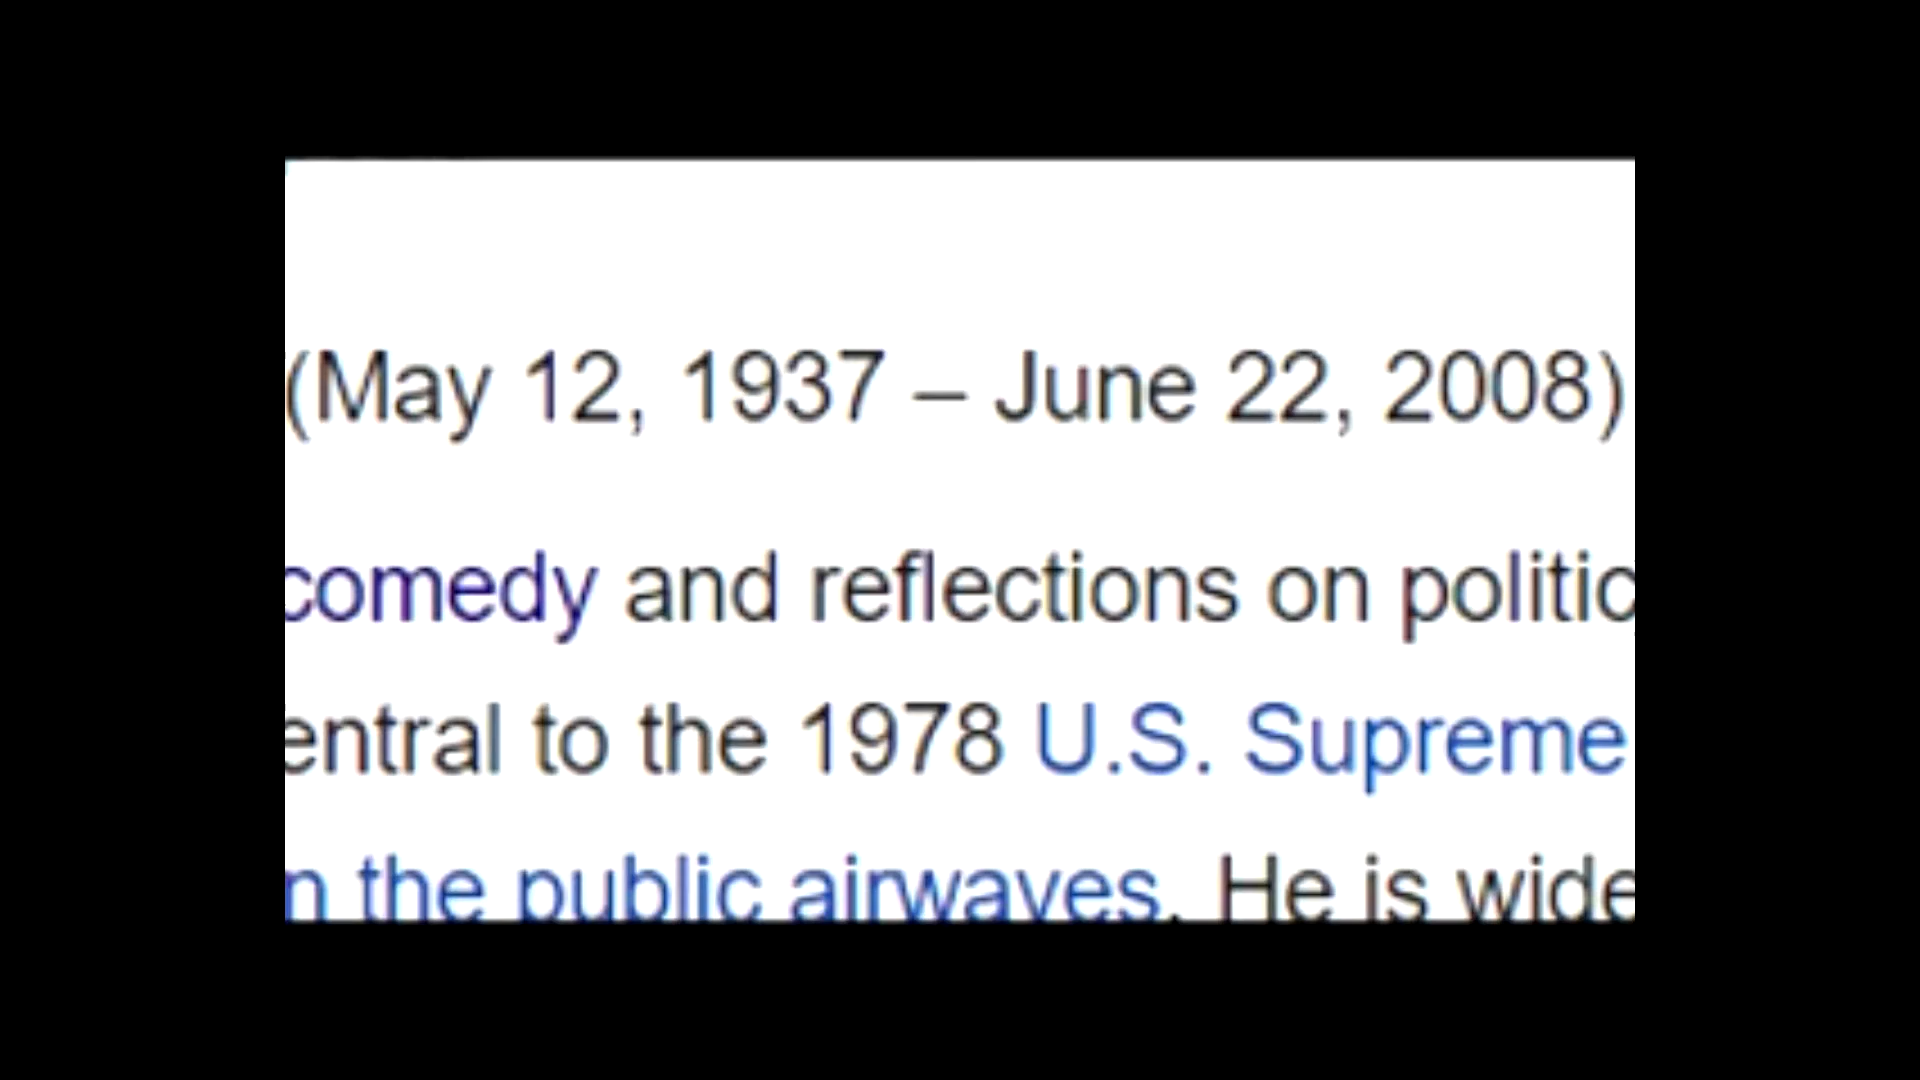 (May 12, 1937 – June 22, 2008)
comedy and reflections on politic
entral to the 1978 U.S. Supreme
n the public airwaves. He is wide